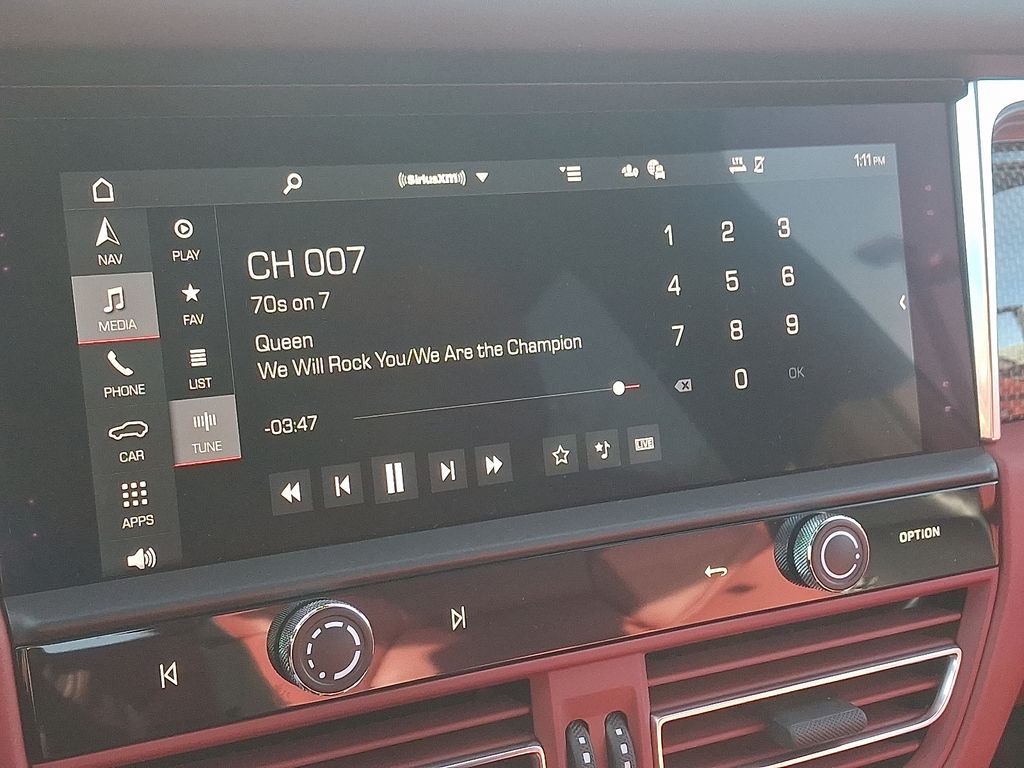 ((SiriusXM))
LTE
1:11 PM
NAV
MEDIA
PHONE
CAR
APPS
PLAY
FAV
LIST
TUNE
CH 007
70s on 7
Queen
We Will Rock You/We Are the Champion
-03:47
LIVE
1 2 3
4 5 6
7 8 9
0 OK
OPTION